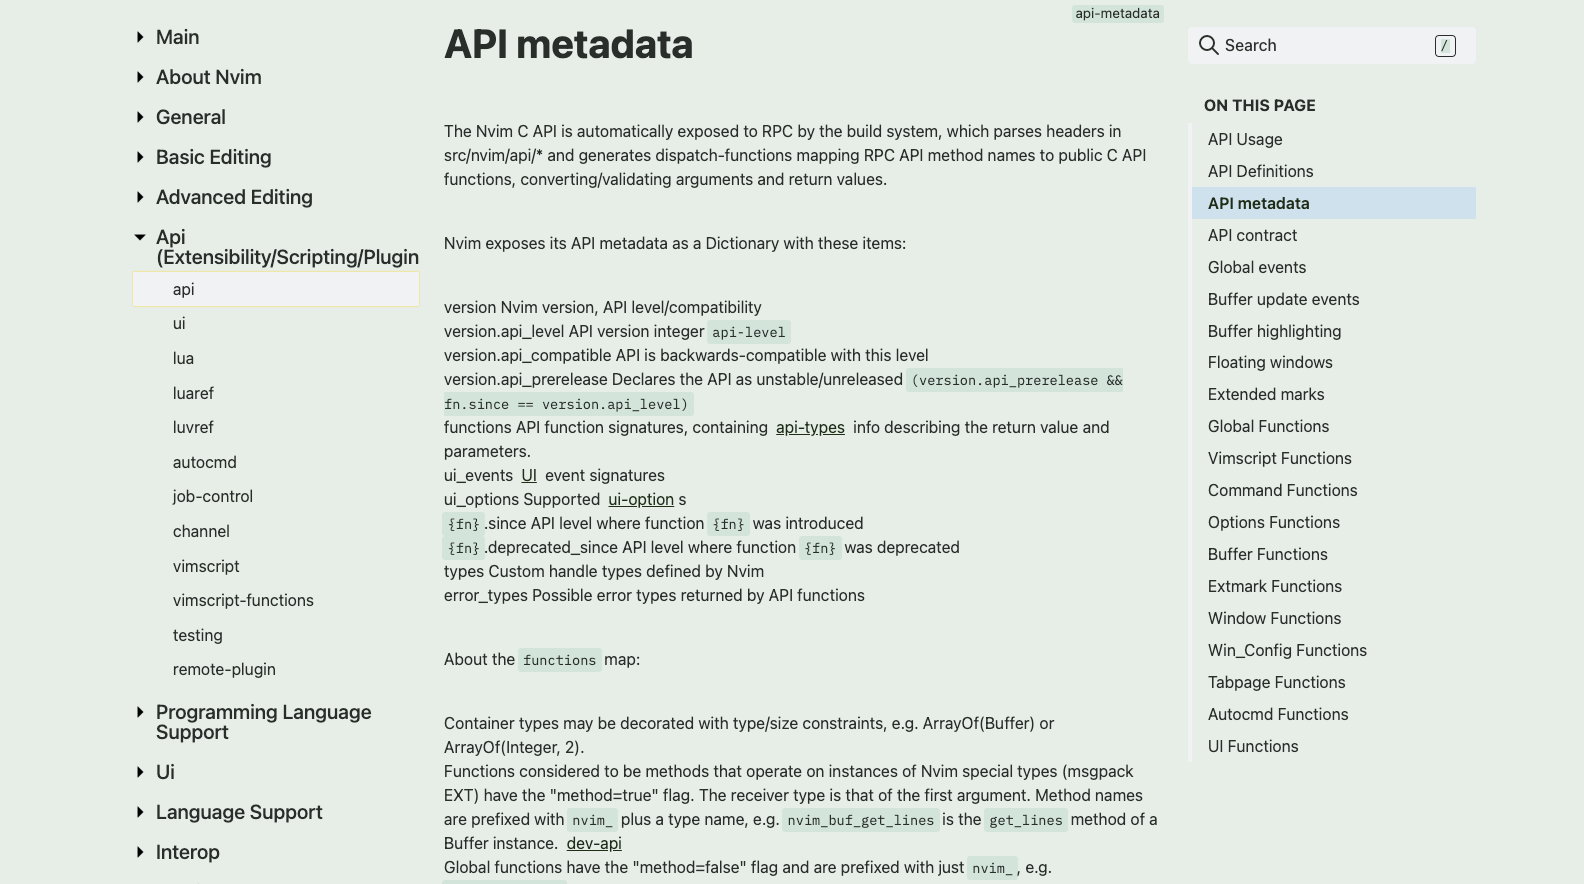 Main
About Nvim
General
Basic Editing
Advanced Editing
Api
(Extensibility/Scripting/Plugin
api
ui
lua
luaref
luvref
autocmd
job-control
channel
vimscript
vimscript-functions
testing
remote-plugin
Programming Language
Support
Ui
Language Support
Interop
api-metadata
API metadata
The Nvim C API is automatically exposed to RPC by the build system, which parses headers in
src/nvim/api/* and generates dispatch-functions mapping RPC API method names to public C API
functions, converting/validating arguments and return values.
Nvim exposes its API metadata as a Dictionary with these items:
version Nvim version, API level/compatibility
version.api_level API version integer api-level
version.api_compatible API is backwards-compatible with this level
version.api_prerelease Declares the API as unstable/unreleased (version.api_prerelease &&
fn.since == version.api_level)
functions API function signatures, containing api-types info describing the return value and
parameters.
ui_events UI event signatures
ui_options Supported ui-option s
{fn}.since API level where function {fn} was introduced
{fn}.deprecated_since API level where function {fn} was deprecated
types Custom handle types defined by Nvim
error_types Possible error types returned by API functions
About the functions map:
Container types may be decorated with type/size constraints, e.g. ArrayOf(Buffer) or
ArrayOf(Integer, 2).
Functions considered to be methods that operate on instances of Nvim special types (msgpack
EXT) have the "method=true" flag. The receiver type is that of the first argument. Method names
are prefixed with nvim_ plus a type name, e.g. nvim_buf_get_lines is the get_lines method of a
Buffer instance. dev-api
Global functions have the "method=false" flag and are prefixed with just nvim_ , e.g.
Search /
ON THIS PAGE
API Usage
API Definitions
API metadata
API contract
Global events
Buffer update events
Buffer highlighting
Floating windows
Extended marks
Global Functions
Vimscript Functions
Command Functions
Options Functions
Buffer Functions
Extmark Functions
Window Functions
Win_Config Functions
Tabpage Functions
Autocmd Functions
UI Functions